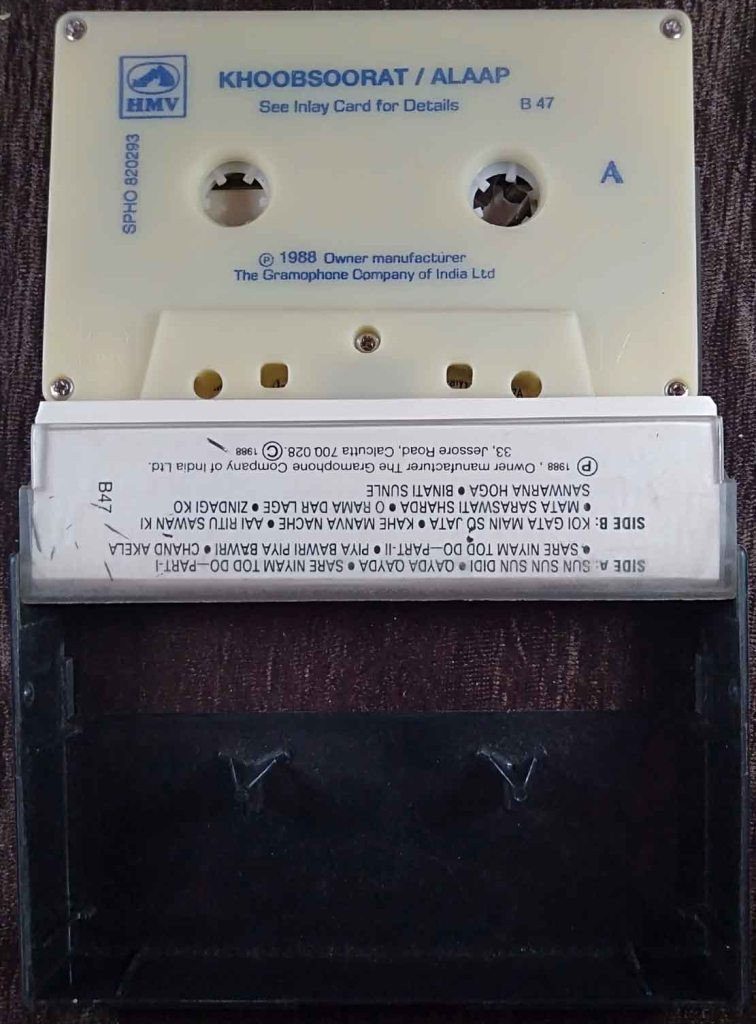 HMV
KHOOBSOORAT / ALAAP
See Inlay Card for Details B 47
SPHO 820293
A
Ⓟ 1988 Owner manufacturer
The Gramophone Company of India Ltd
SIDE A: SUN SUN SUN DIDI ● QAYDA QAYDA ● SARE NIYAM TOD DO—PART-I
● SARE NIYAM TOD DO—PART-II ● PIYA BAWRI PIYA BAWRI ● CHAND AKELA
SIDE B: KOI GATA MAIN SO JATA ● KAHE MANVA NACHE ● AAI RITU SAWAN KI
● MATA SARASWATI SHARDA ● O RAMA DAR LAGE ● ZINDAGI KO
SANWARNA HOGA ● BINATI SUNLE
Ⓟ 1988 , Owner manufacturer The Gramophone Company of India Ltd.
33, Jessore Road, Calcutta 700 028 Ⓒ 1988
B47